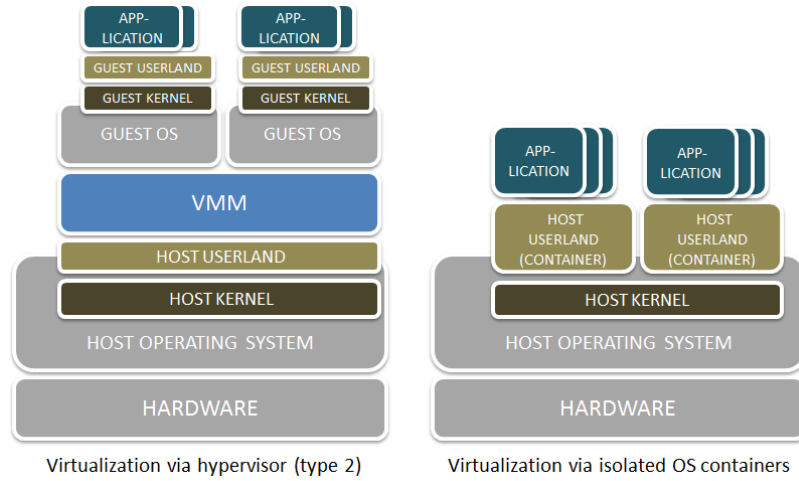 APP-
LICATION
APP-
LICATION
GUEST USERLAND
GUEST USERLAND
GUEST KERNEL
GUEST KERNEL
GUEST OS
GUEST OS
VMM
HOST USERLAND
HOST KERNEL
HOST OPERATING SYSTEM
HARDWARE
Virtualization via hypervisor (type 2)
APP-
LICATION
APP-
LICATION
HOST
USERLAND
(CONTAINER)
HOST
USERLAND
(CONTAINER)
HOST KERNEL
HOST OPERATING SYSTEM
HARDWARE
Virtualization via isolated OS containers